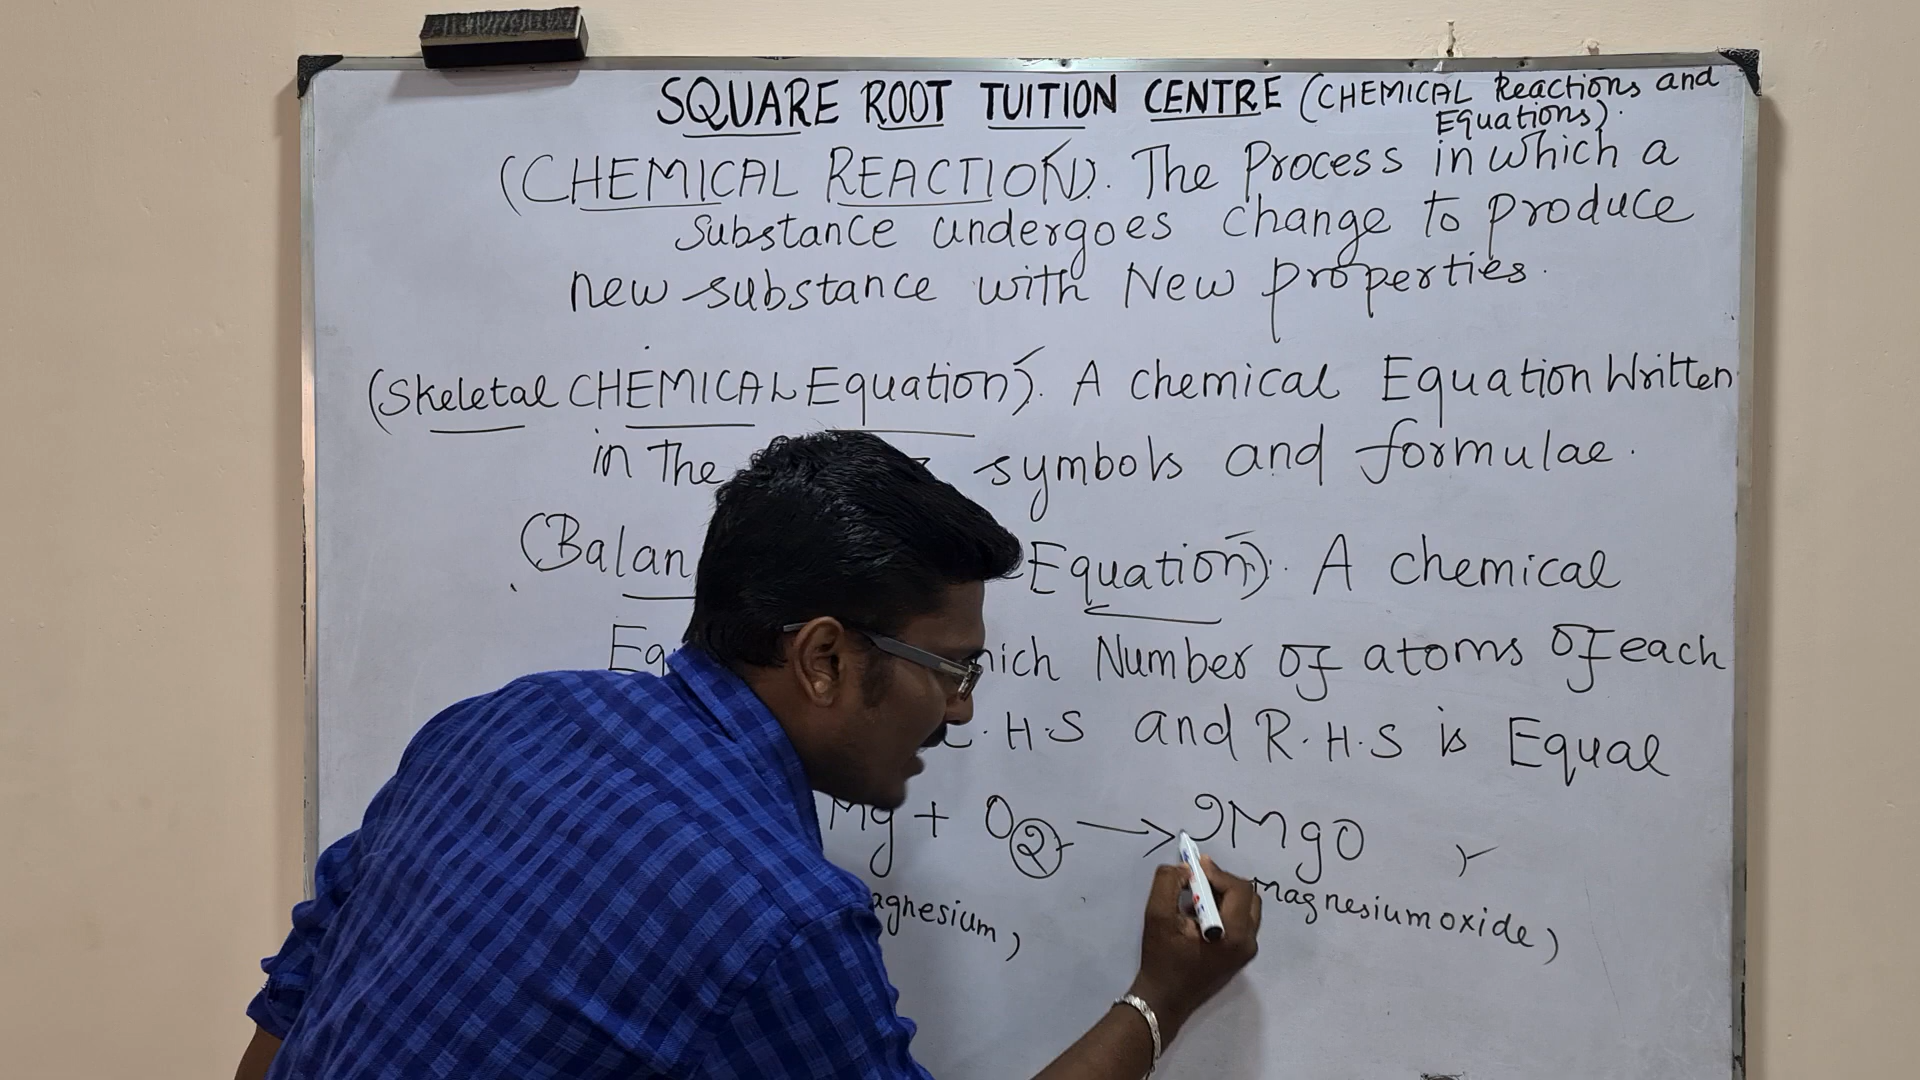 SQUARE ROOT TUITION CENTRE (CHEMICAL Reactions and
Equations).
(CHEMICAL REACTION). The Process in which a
substance undergoes change to produce
new substance with New properties.
(Skeletal CHEMICAL Equation). A chemical Equation Written
in The symbols and formulae.
(Balan Equation). A chemical
Eq Number of atoms of each
L.H.S and R.H.S is Equal
Mg + O2 → 2MgO
agnesium) magnesium oxide)